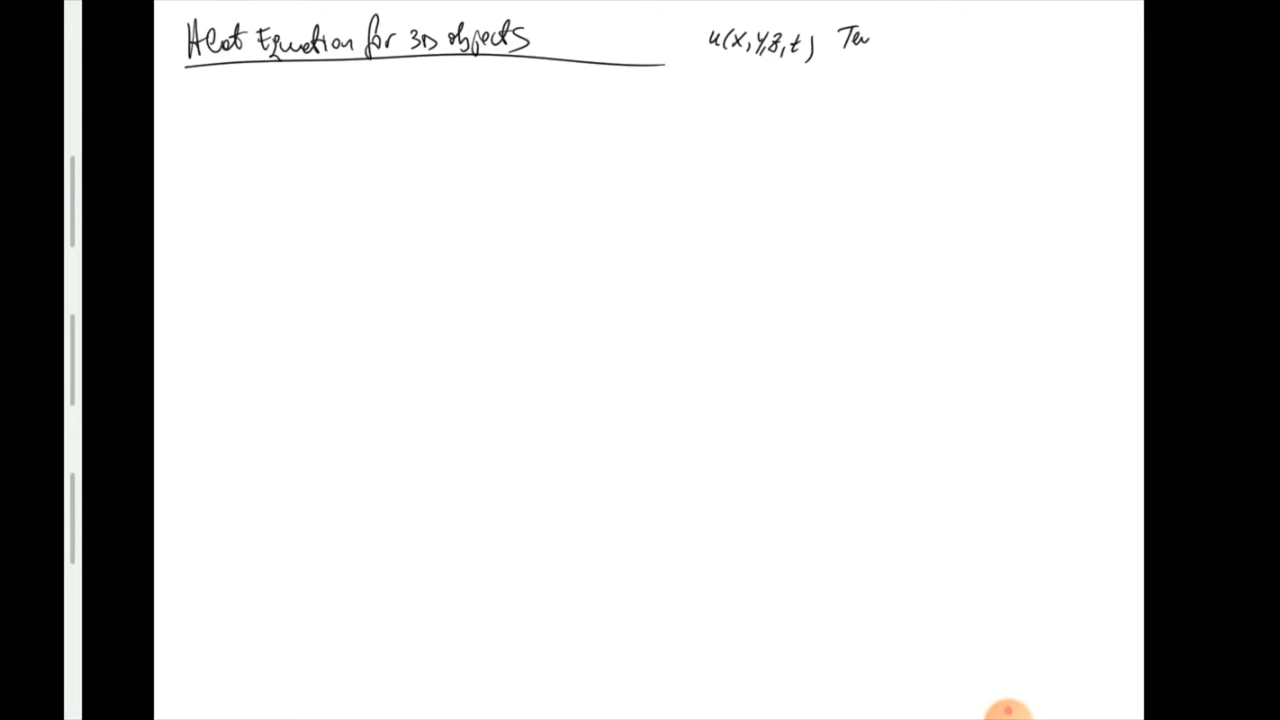 Heat Equation for 3D objects
u(x,y,z,t) Te